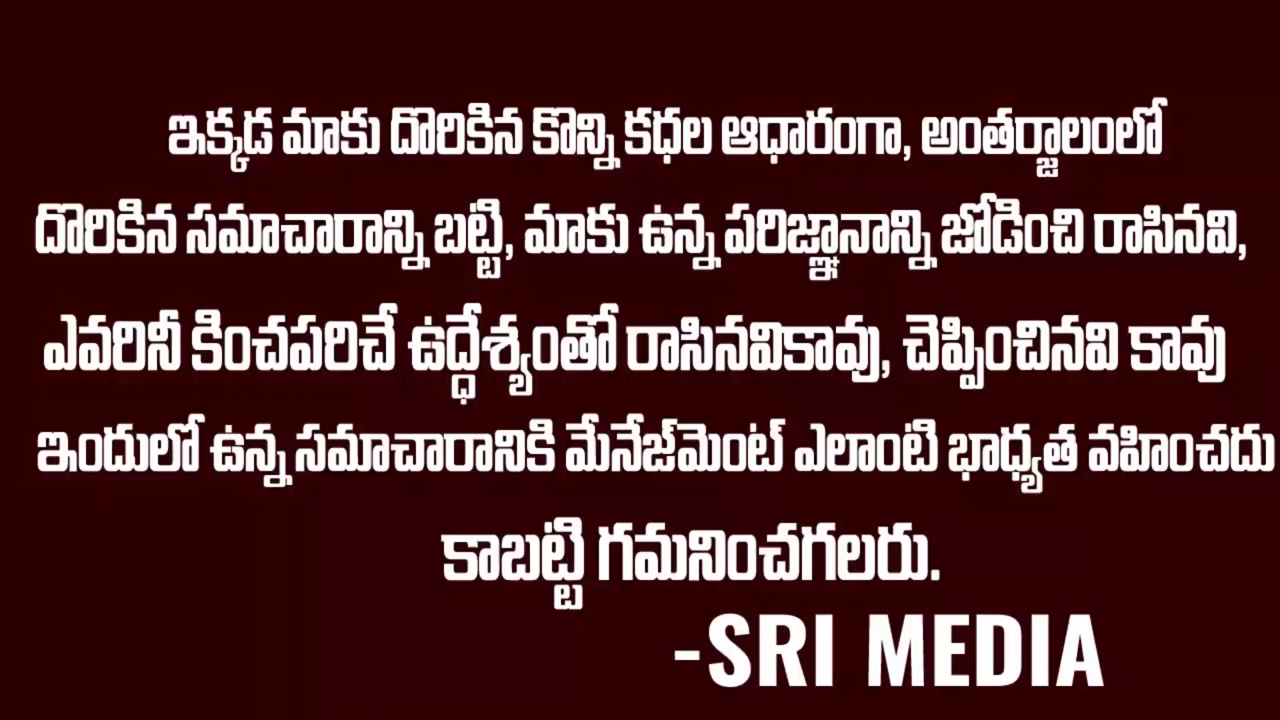 ఇక్కడ మాకు దొరికిన కొన్ని కధల ఆధారంగా, అంతర్జాలంలో
దొరికిన సమాచారాన్ని బట్టి, మాకు ఉన్న పరిజ్ఞానాన్ని జోడించి రాసినవి,
ఎవరినీ కించపరిచే ఉద్ధేశ్యంతో రాసినవికావు, చెప్పించినవి కావు
ఇందులో ఉన్న సమాచారానికి మేనేజ్‌మెంట్ ఎలాంటి భాధ్యత వహించదు
కాబట్టి గమనించగలరు.
-SRI MEDIA